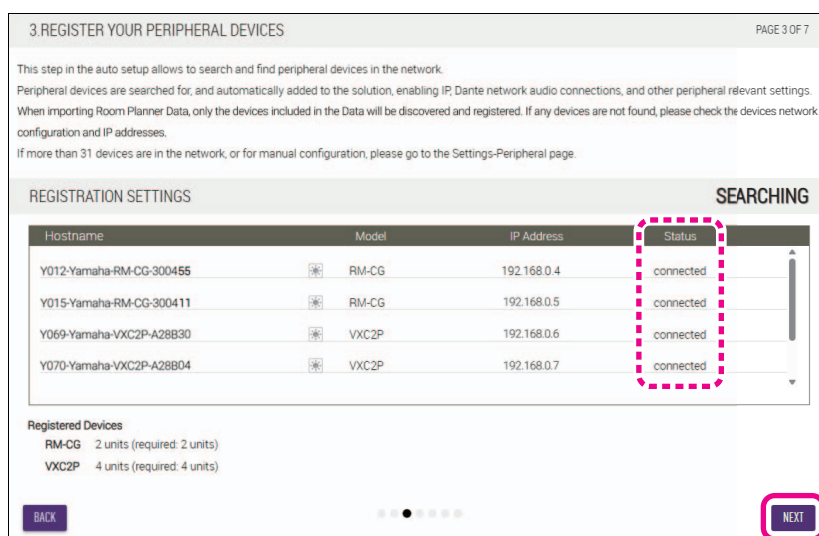 3.REGISTER YOUR PERIPHERAL DEVICES PAGE 3 OF 7
This step in the auto setup allows to search and find peripheral devices in the network.
Peripheral devices are searched for, and automatically added to the solution, enabling IP, Dante network audio connections, and other peripheral relevant settings.
When importing Room Planner Data, only the devices included in the Data will be discovered and registered. If any devices are not found, please check the devices network
configuration and IP addresses.
If more than 31 devices are in the network, or for manual configuration, please go to the Settings-Peripheral page.
REGISTRATION SETTINGS SEARCHING
Hostname Model IP Address Status
Y012-Yamaha-RM-CG-300455 RM-CG 192.168.0.4 connected
Y015-Yamaha-RM-CG-300411 RM-CG 192.168.0.5 connected
Y069-Yamaha-VXC2P-A28B30 VXC2P 192.168.0.6 connected
Y070-Yamaha-VXC2P-A28B04 VXC2P 192.168.0.7 connected
Registered Devices
RM-CG 2 units (required: 2 units)
VXC2P 4 units (required: 4 units)
BACK NEXT